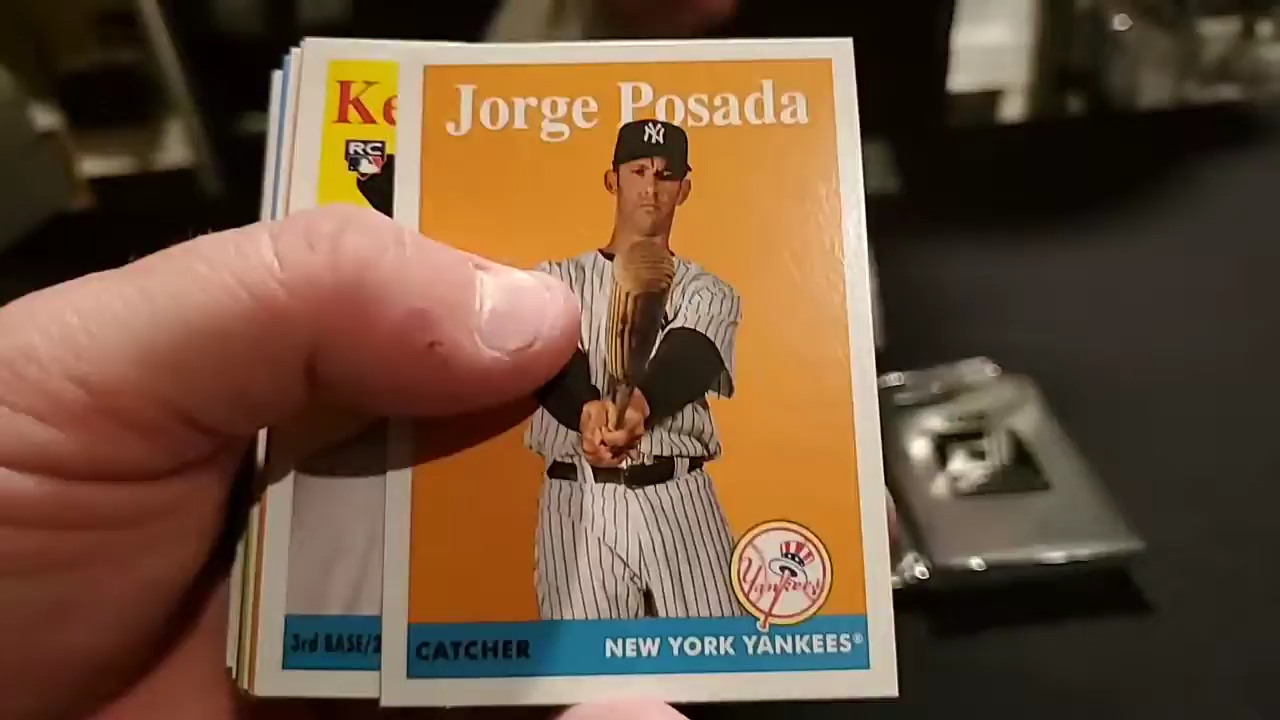 Jorge Posada
Ke
RC
NY
Yankees
3rd BASE/2
CATCHER
NEW YORK YANKEES®